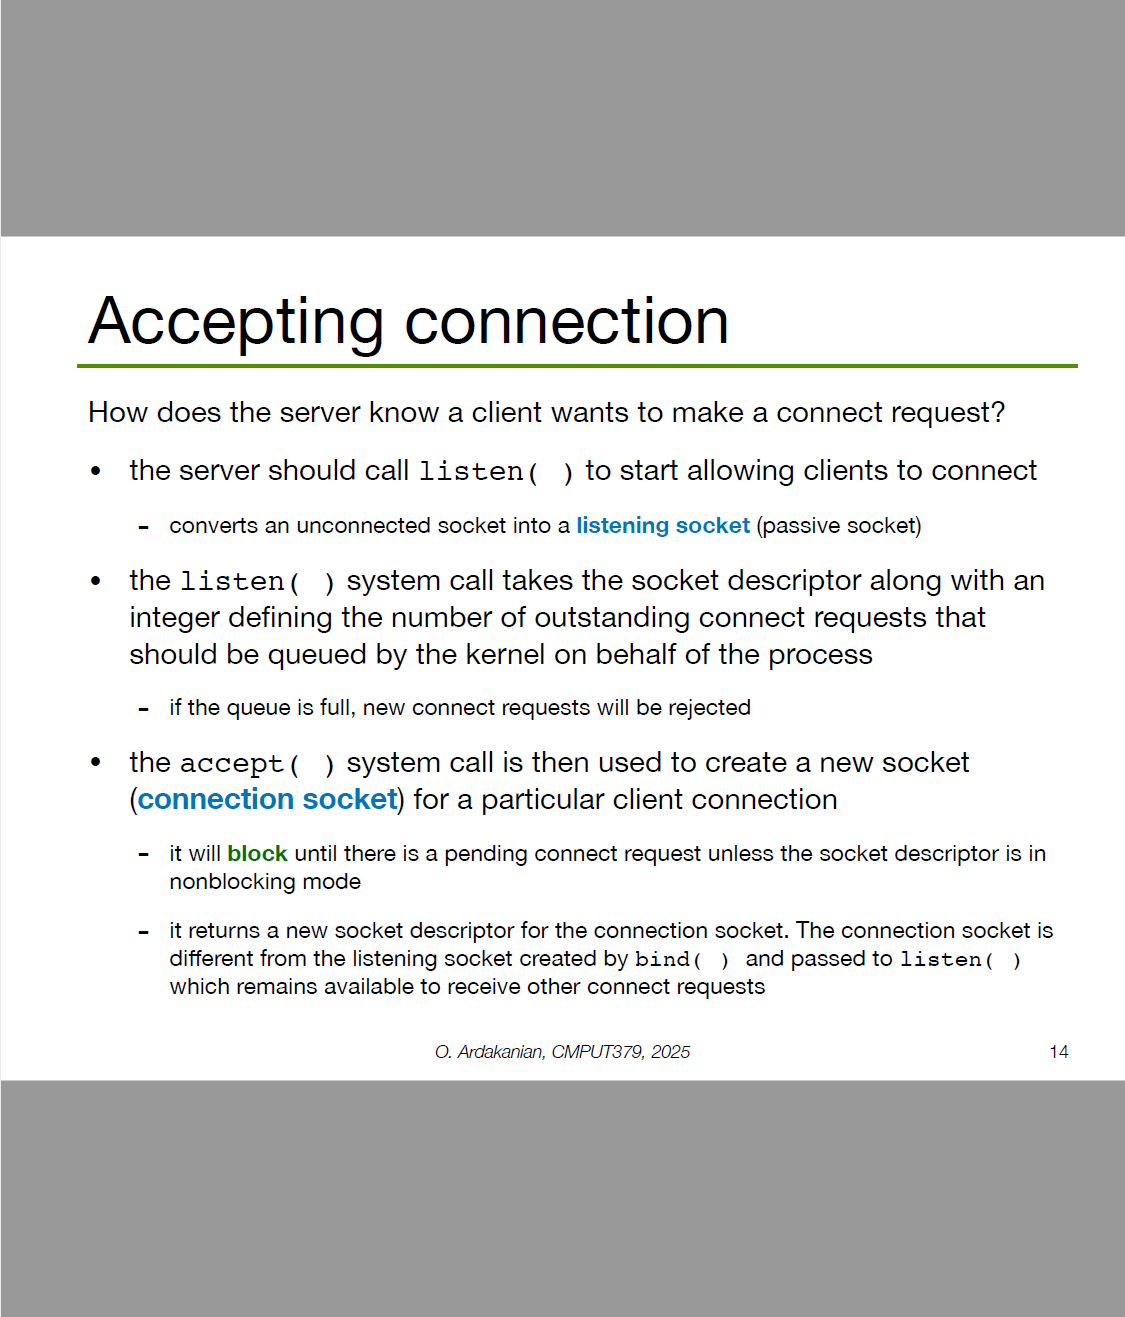 Accepting connection
How does the server know a client wants to make a connect request?
• the server should call listen( ) to start allowing clients to connect
- converts an unconnected socket into a listening socket (passive socket)
• the listen( ) system call takes the socket descriptor along with an
integer defining the number of outstanding connect requests that
should be queued by the kernel on behalf of the process
- if the queue is full, new connect requests will be rejected
• the accept( ) system call is then used to create a new socket
(connection socket) for a particular client connection
- it will block until there is a pending connect request unless the socket descriptor is in
nonblocking mode
- it returns a new socket descriptor for the connection socket. The connection socket is
different from the listening socket created by bind( ) and passed to listen( )
which remains available to receive other connect requests
O. Ardakanian, CMPUT379, 2025 14